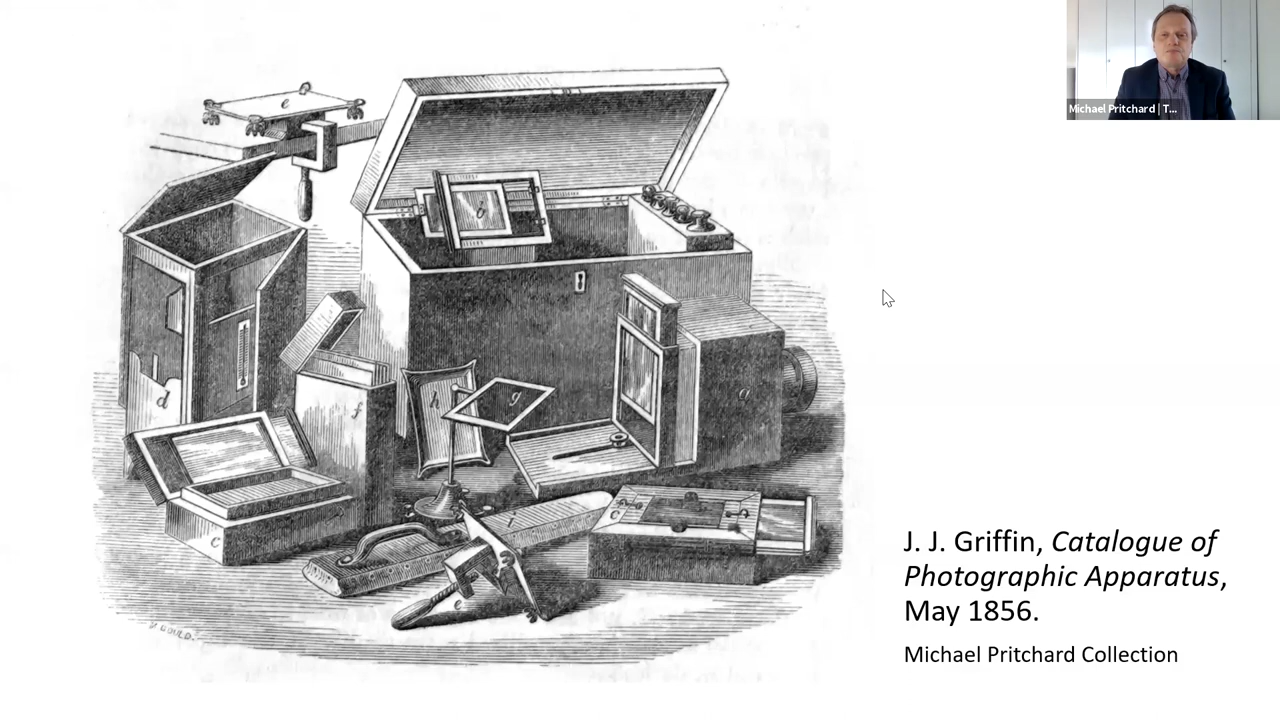 Michael Pritchard | T...
e
b
d
f
h
g
a
c
i
c
e
J. J. Griffin, Catalogue of
Photographic Apparatus,
May 1856.
Michael Pritchard Collection